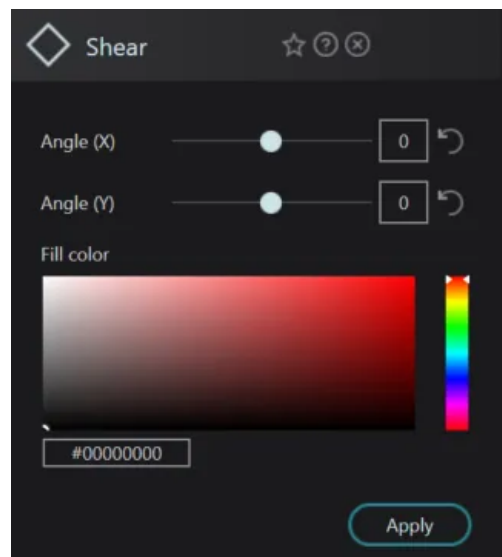 Shear
Angle (X) 0
Angle (Y) 0
Fill color
#00000000
Apply